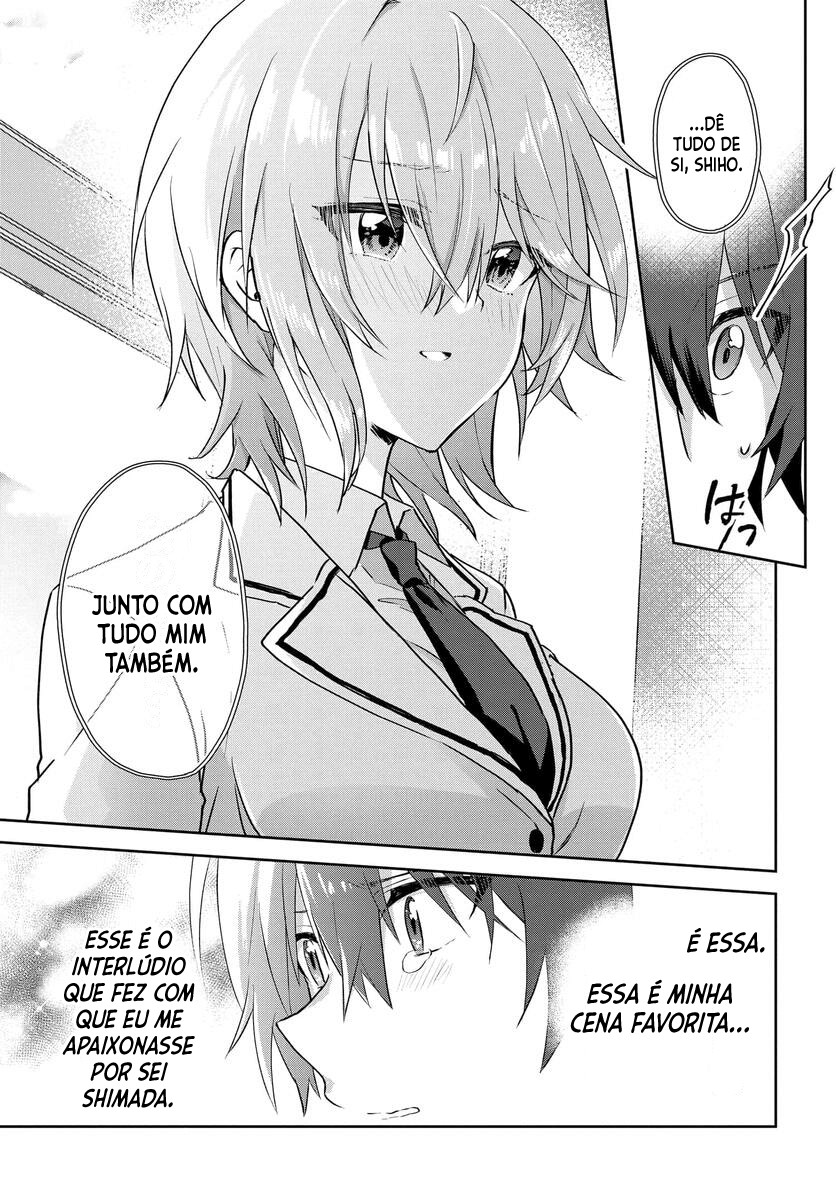 ...DÊ
TUDO DE
SI, SHIHO.
はっ
JUNTO COM
TUDO MIM
TAMBÉM.
É ESSA.
ESSA É MINHA
CENA FAVORITA...
ESSE É O
INTERLÚDIO
QUE FEZ COM
QUE EU ME
APAIXONASSE
POR SEI
SHIMADA.